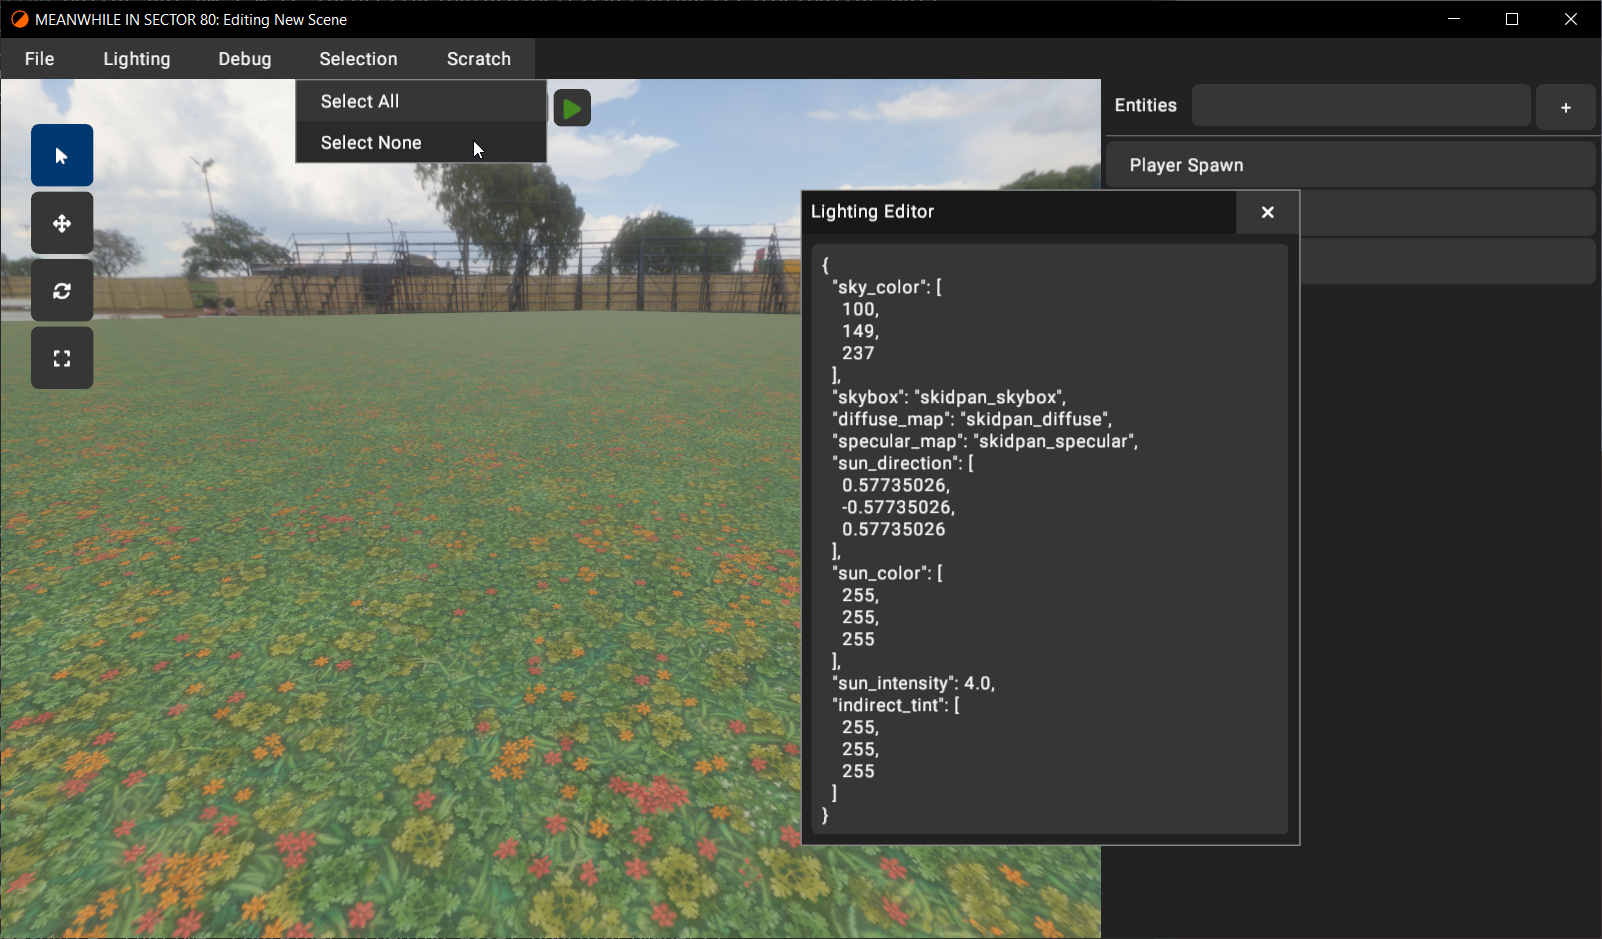 MEANWHILE IN SECTOR 80: Editing New Scene
File Lighting Debug Selection Scratch
Select All
Select None
Entities
+
Player Spawn
Lighting Editor
{
"sky_color": [
100,
149,
237
],
"skybox": "skidpan_skybox",
"diffuse_map": "skidpan_diffuse",
"specular_map": "skidpan_specular",
"sun_direction": [
0.57735026,
-0.57735026,
0.57735026
],
"sun_color": [
255,
255,
255
],
"sun_intensity": 4.0,
"indirect_tint": [
255,
255,
255
]
}